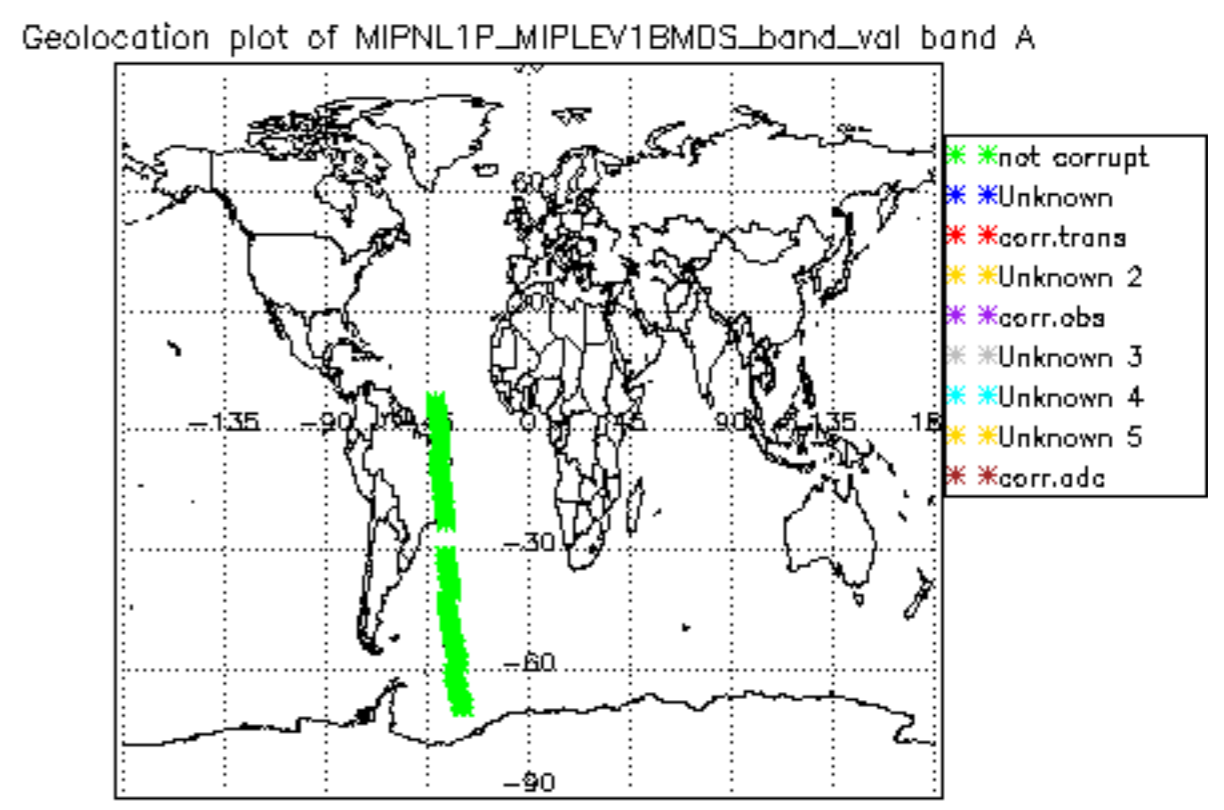 Geolocation plot of MIPNL1P_MIPLEV1BMDS_band_val band A
not corrupt
Unknown
corr.trans
Unknown 2
corr.obs
Unknown 3
Unknown 4
Unknown 5
corr.adc
60
−135 −90 0 45 90 135
−30
−60
−90